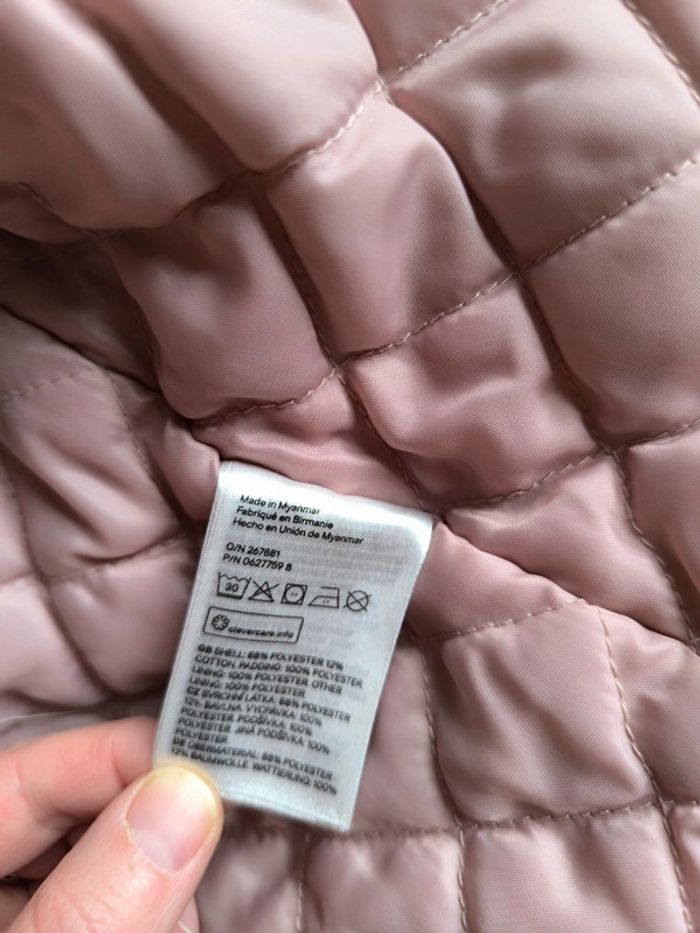 Made in Myanmar
Fabriqué en Birmanie
Hecho en Unión de Myanmar
O/N 267881
P/N 0627759 8
30
clevercare.info
GB SHELL: 88% POLYESTER 12%
COTTON. PADDING: 100% POLYESTER.
LINING: 100% POLYESTER. OTHER
LINING: 100% POLYESTER
CZ SVRCHNÍ LÁTKA: 88% POLYESTER
12% BAVLNA. VYCPÁVKA: 100%
POLYESTER. PODŠÍVKA: 100%
POLYESTER. JINÁ PODŠÍVKA: 100%
POLYESTER.
DE OBERMATERIAL: 88% POLYESTER
12% BAUMWOLLE. WATTIERUNG: 100%